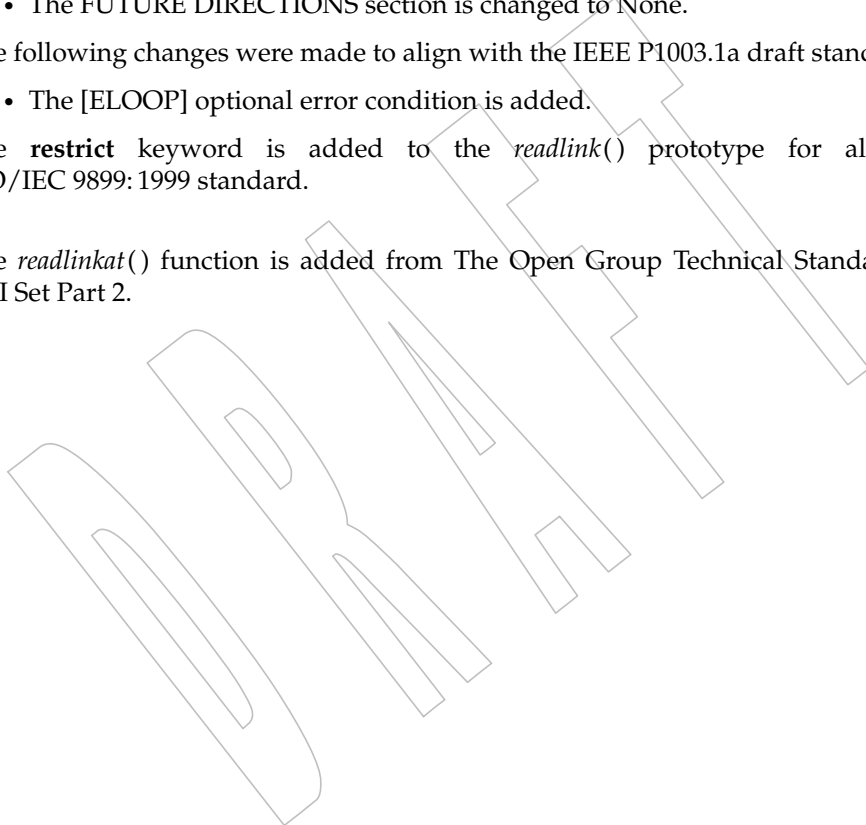 • The FUTURE DIRECTIONS section is changed to None.
e following changes were made to align with the IEEE P1003.1a draft stand
• The [ELOOP] optional error condition is added.
e restrict keyword is added to the readlink( ) prototype for al
O/IEC 9899: 1999 standard.
e readlinkat( ) function is added from The Open Group Technical Standa
I Set Part 2.
DRAFT